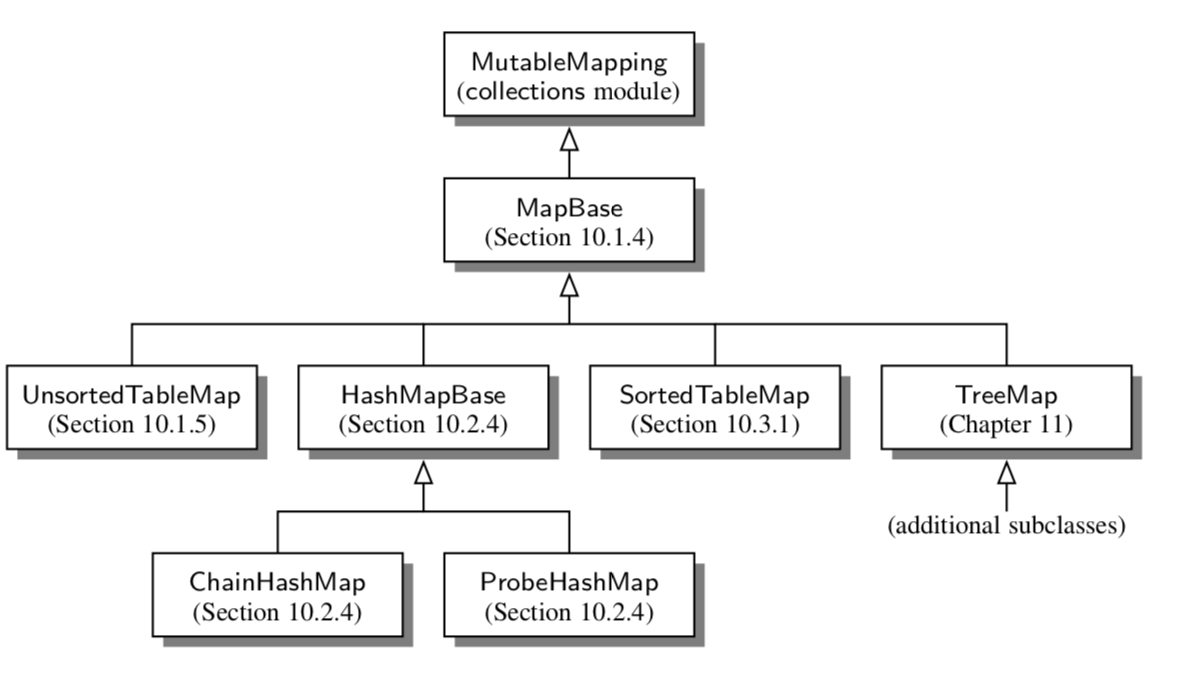 MutableMapping
(collections module)
MapBase
(Section 10.1.4)
UnsortedTableMap
(Section 10.1.5)
HashMapBase
(Section 10.2.4)
SortedTableMap
(Section 10.3.1)
TreeMap
(Chapter 11)
(additional subclasses)
ChainHashMap
(Section 10.2.4)
ProbeHashMap
(Section 10.2.4)